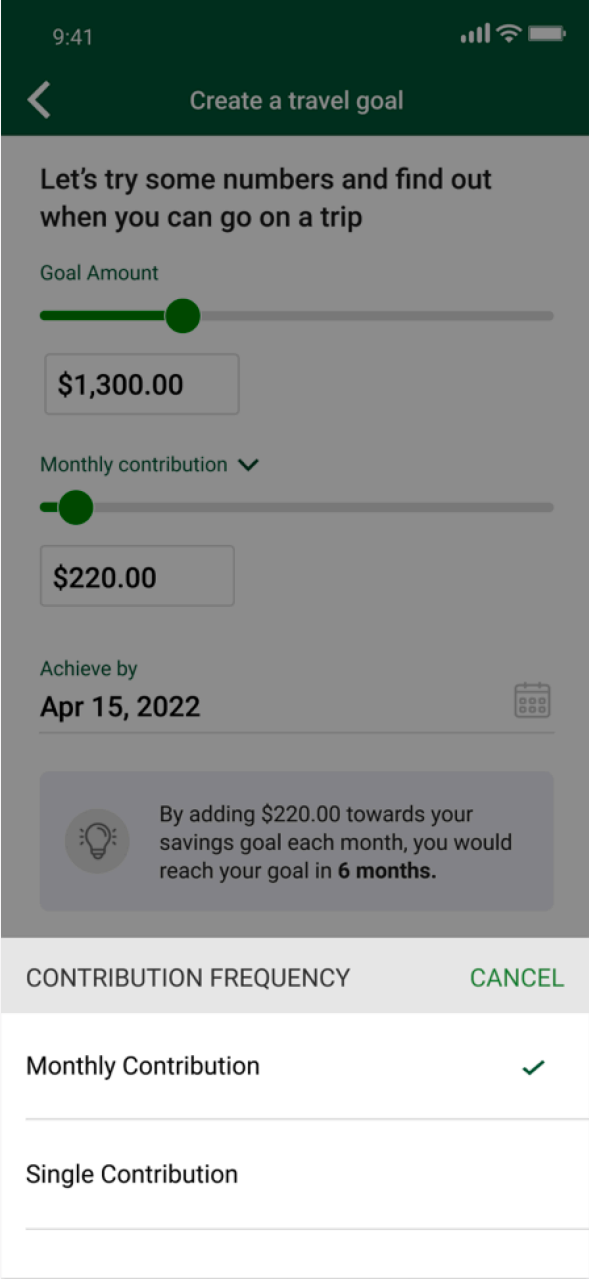 9:41
Create a travel goal
Let’s try some numbers and find out
when you can go on a trip
Goal Amount
$1,300.00
Monthly contribution
$220.00
Achieve by
Apr 15, 2022
By adding $220.00 towards your
savings goal each month, you would
reach your goal in 6 months.
CONTRIBUTION FREQUENCY CANCEL
Monthly Contribution
Single Contribution